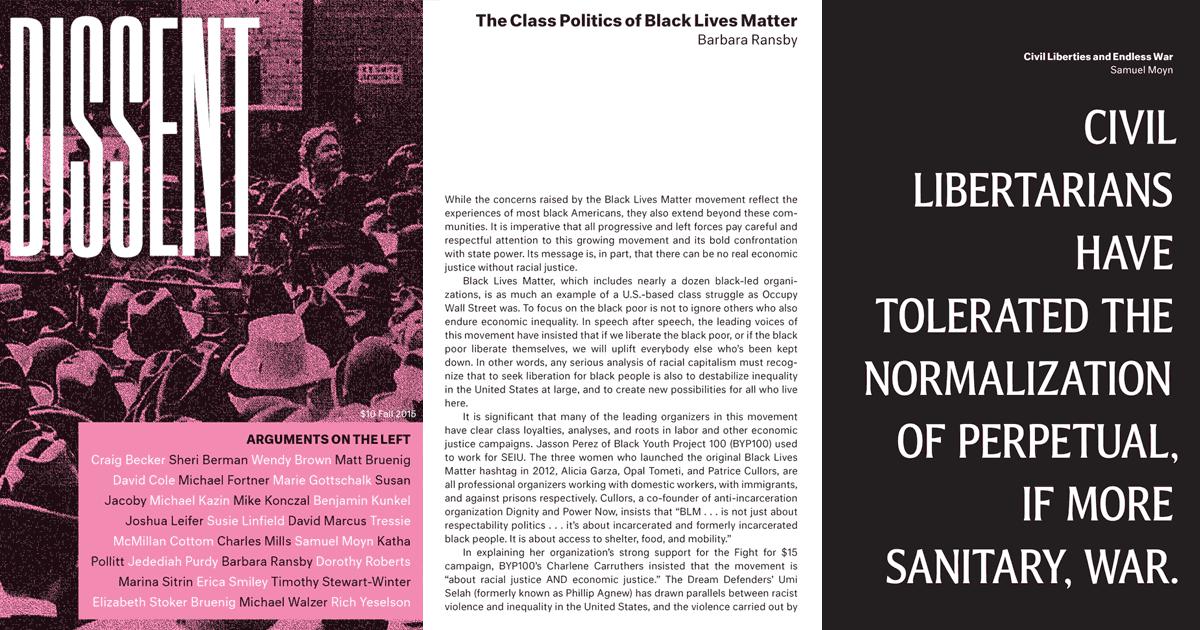 DISSENT
$10 Fall 2015
ARGUMENTS ON THE LEFT
Craig Becker Sheri Berman Wendy Brown Matt Bruenig
David Cole Michael Fortner Marie Gottschalk Susan
Jacoby Michael Kazin Mike Konczal Benjamin Kunkel
Joshua Leifer Susie Linfield David Marcus Tressie
McMillan Cottom Charles Mills Samuel Moyn Katha
Pollitt Jedediah Purdy Barbara Ransby Dorothy Roberts
Marina Sitrin Erica Smiley Timothy Stewart-Winter
Elizabeth Stoker Bruenig Michael Walzer Rich Yeselson
The Class Politics of Black Lives Matter
Barbara Ransby
While the concerns raised by the Black Lives Matter movement reflect the
experiences of most black Americans, they also extend beyond these com-
munities. It is imperative that all progressive and left forces pay careful and
respectful attention to this growing movement and its bold confrontation
with state power. Its message is, in part, that there can be no real economic
justice without racial justice.
Black Lives Matter, which includes nearly a dozen black-led organi-
zations, is as much an example of a U.S.-based class struggle as Occupy
Wall Street was. To focus on the black poor is not to ignore others who also
endure economic inequality. In speech after speech, the leading voices of
this movement have insisted that if we liberate the black poor, or if the black
poor liberate themselves, we will uplift everybody else who's been kept
down. In other words, any serious analysis of racial capitalism must recog-
nize that to seek liberation for black people is also to destabilize inequality
in the United States at large, and to create new possibilities for all who live
here.
It is significant that many of the leading organizers in this movement
have clear class loyalties, analyses, and roots in labor and other economic
justice campaigns. Jasson Perez of Black Youth Project 100 (BYP100) used
to work for SEIU. The three women who launched the original Black Lives
Matter hashtag in 2012, Alicia Garza, Opal Tometi, and Patrice Cullors, are
all professional organizers working with domestic workers, with immigrants,
and against prisons respectively. Cullors, a co-founder of anti-incarceration
organization Dignity and Power Now, insists that “BLM . . . is not just about
respectability politics . . . it's about incarcerated and formerly incarcerated
black people. It is about access to shelter, food, and mobility.”
In explaining her organization's strong support for the Fight for $15
campaign, BYP100's Charlene Carruthers insisted that the movement is
“about racial justice AND economic justice.” The Dream Defenders' Umi
Selah (formerly known as Phillip Agnew) has drawn parallels between racist
violence and inequality in the United States, and the violence carried out by
Civil Liberties and Endless War
Samuel Moyn
CIVIL
LIBERTARIANS
HAVE
TOLERATED THE
NORMALIZATION
OF PERPETUAL,
IF MORE
SANITARY, WAR.